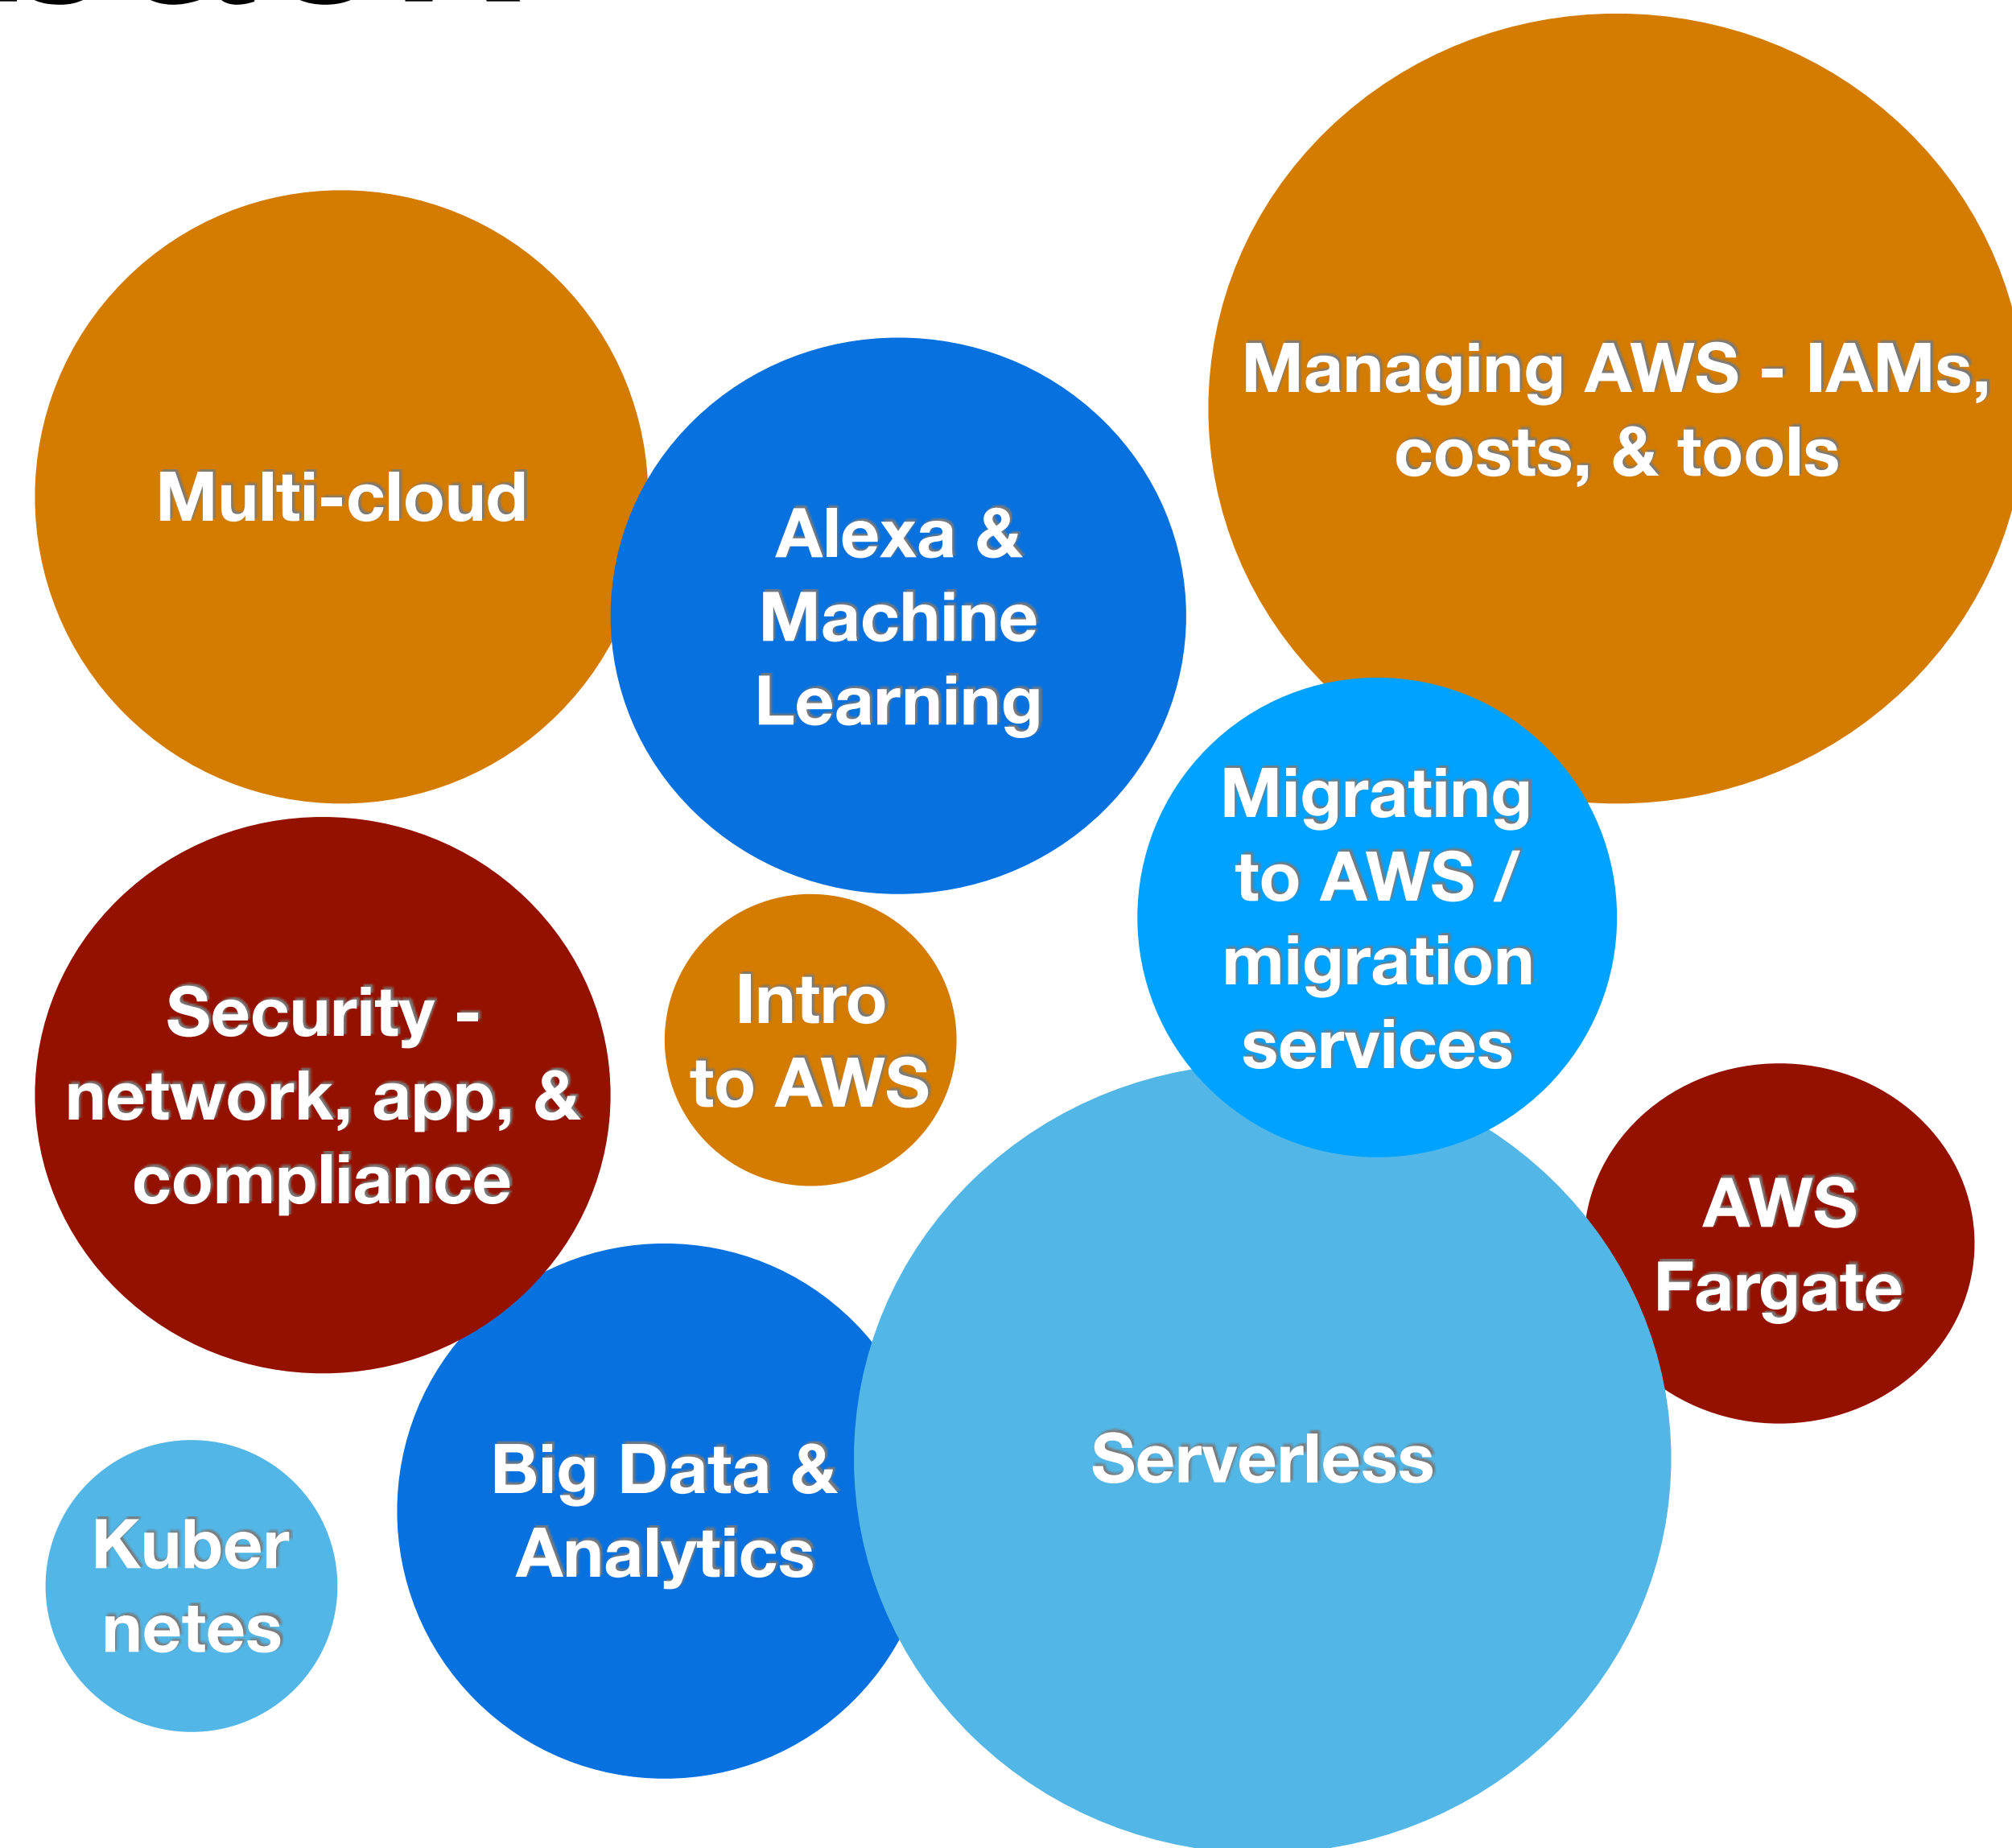 Multi-cloud
Managing AWS - IAMs,
costs, & tools
Alexa &
Machine
Learning
Migrating
to AWS /
migration
services
Security -
network, app, &
compliance
Intro
to AWS
AWS
Fargate
Big Data &
Analytics
Serverless
Kuber
netes